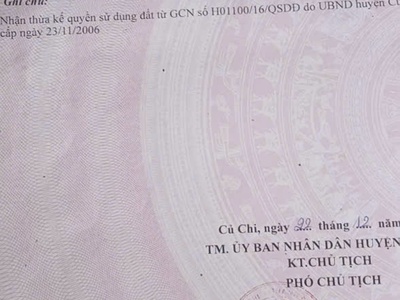 Ghi chú:
Nhận thừa kế quyền sử dụng đất từ GCN số H01100/16/QSDĐ do UBND huyện
cấp ngày 23/11/2006
Củ Chi, ngày 22 tháng 12 năm
TM. ỦY BAN NHÂN DÂN HUYỆN
KT.CHỦ TỊCH
PHÓ CHỦ TỊCH